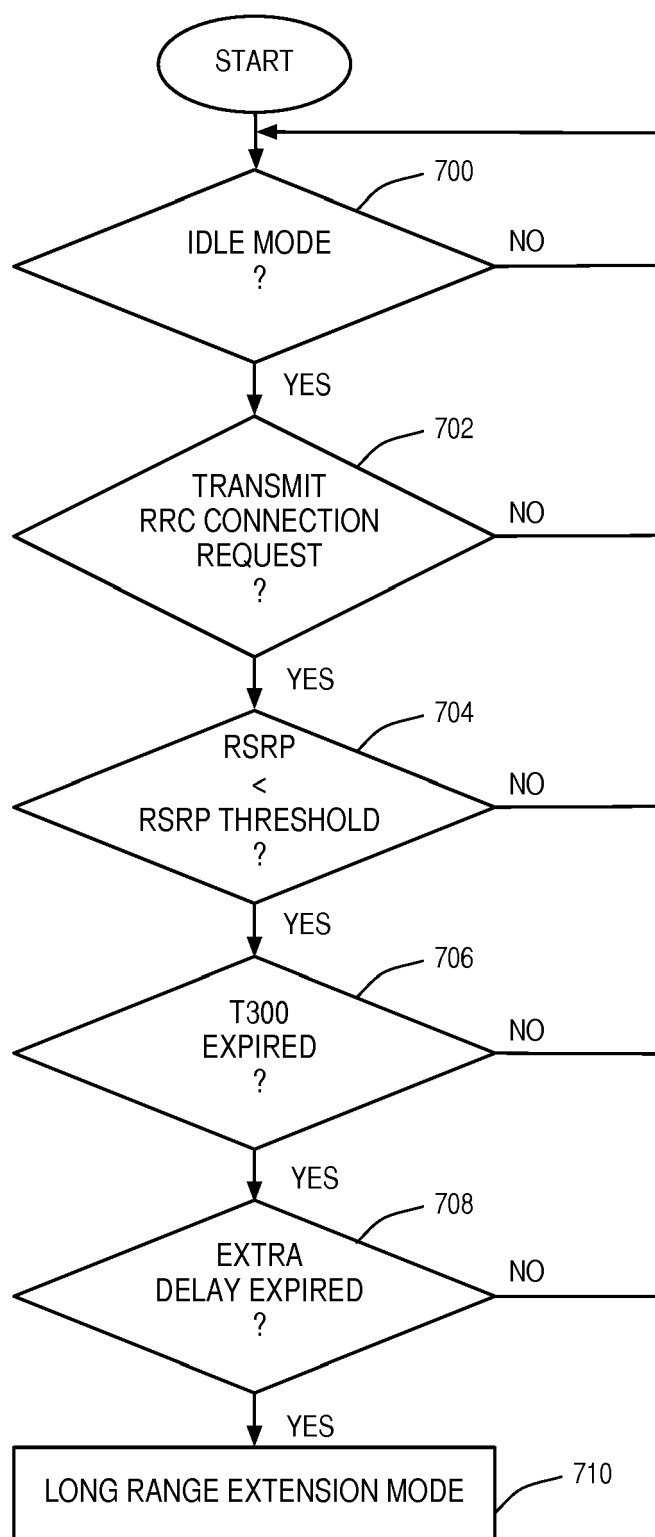 START
700
IDLE MODE
?
NO
YES
702
TRANSMIT
RRC CONNECTION
REQUEST
?
NO
YES
704
RSRP
<
RSRP THRESHOLD
?
NO
YES
706
T300
EXPIRED
?
NO
YES
708
EXTRA
DELAY EXPIRED
?
NO
YES
LONG RANGE EXTENSION MODE
710